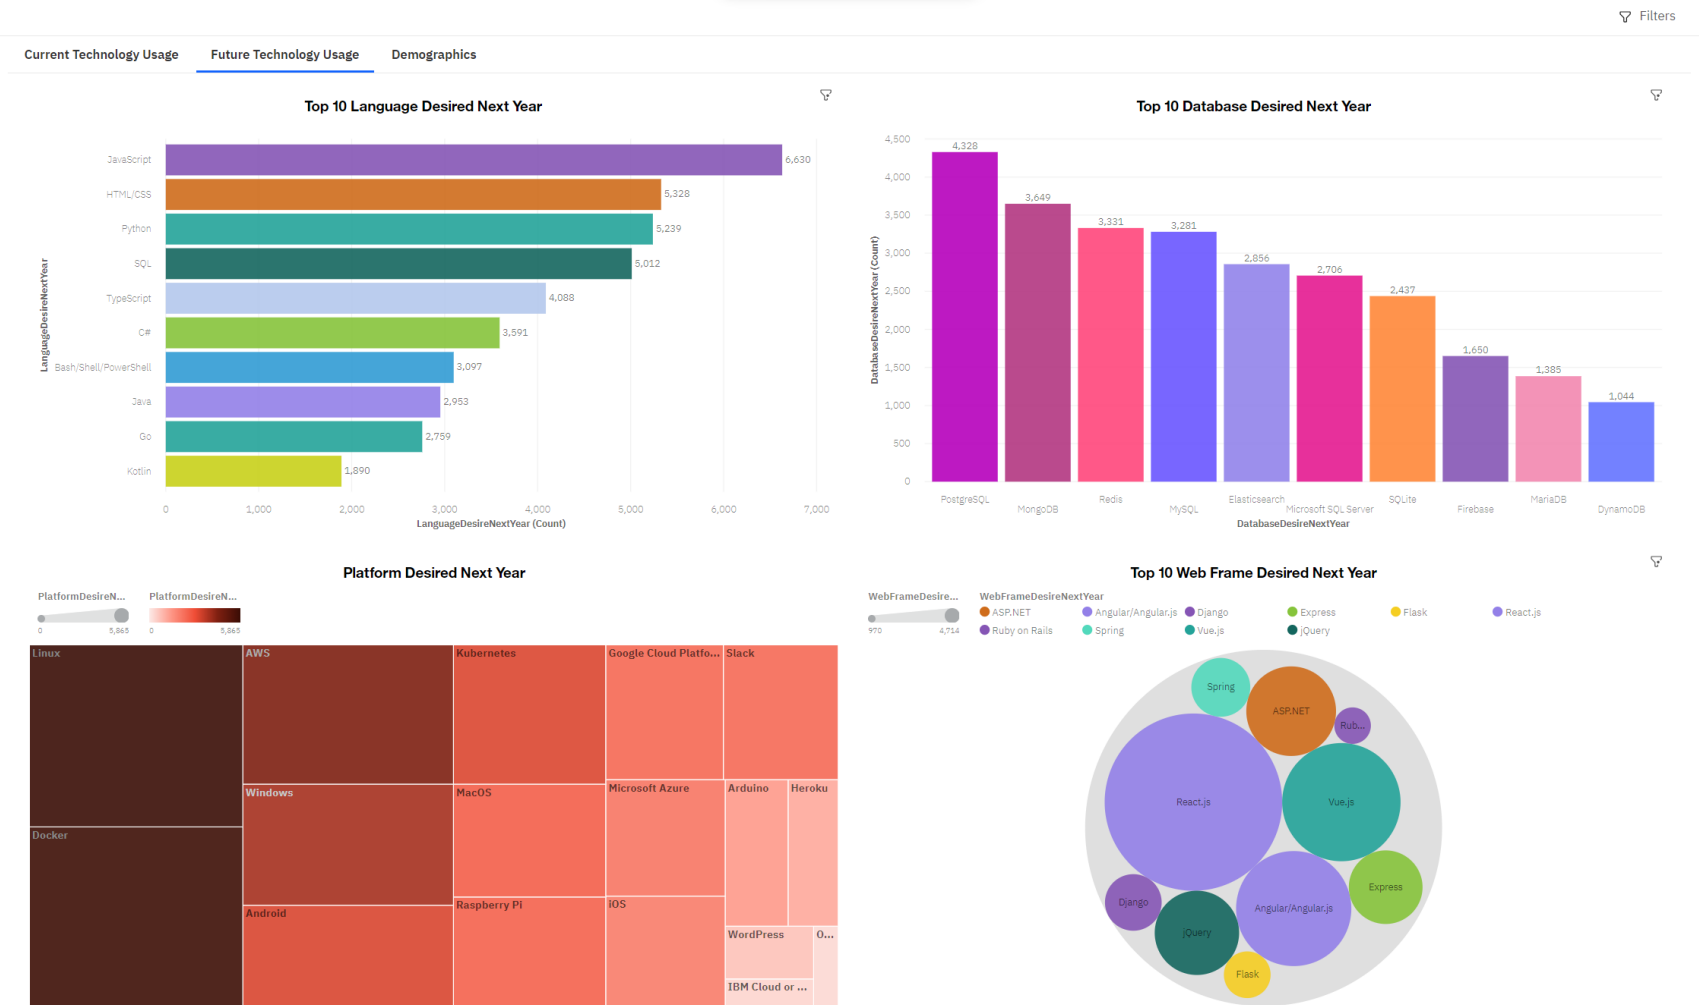 Filters
Current Technology Usage
Future Technology Usage
Demographics
Top 10 Language Desired Next Year
LanguageDesireNextYear
JavaScript
6,630
HTML/CSS
5,328
Python
5,239
SQL
5,012
TypeScript
4,088
C#
3,591
Bash/Shell/PowerShell
3,097
Java
2,953
Go
2,759
Kotlin
1,890
0
1,000
2,000
3,000
4,000
5,000
6,000
7,000
LanguageDesireNextYear (Count)
Top 10 Database Desired Next Year
DatabaseDesireNextYear (Count)
4,500
4,000
3,500
3,000
2,500
2,000
1,500
1,000
500
0
4,328
3,649
3,331
3,281
2,856
2,706
2,437
1,650
1,385
1,044
PostgreSQL
MongoDB
Redis
MySQL
Elasticsearch
Microsoft SQL Server
SQLite
Firebase
MariaDB
DynamoDB
DatabaseDesireNextYear
Platform Desired Next Year
PlatformDesireN...
0
5,865
PlatformDesireN...
0
5,865
Linux
Docker
AWS
Windows
Android
Kubernetes
MacOS
Raspberry Pi
Google Cloud Platfo...
Slack
Microsoft Azure
iOS
Arduino
Heroku
WordPress
O...
IBM Cloud or ...
Top 10 Web Frame Desired Next Year
WebFrameDesire...
970
4,714
WebFrameDesireNextYear
ASP.NET
Angular/Angular.js
Django
Express
Flask
React.js
Ruby on Rails
Spring
Vue.js
jQuery
Spring
ASP.NET
Rub...
React.js
Vue.js
Express
Angular/Angular.js
Django
jQuery
Flask